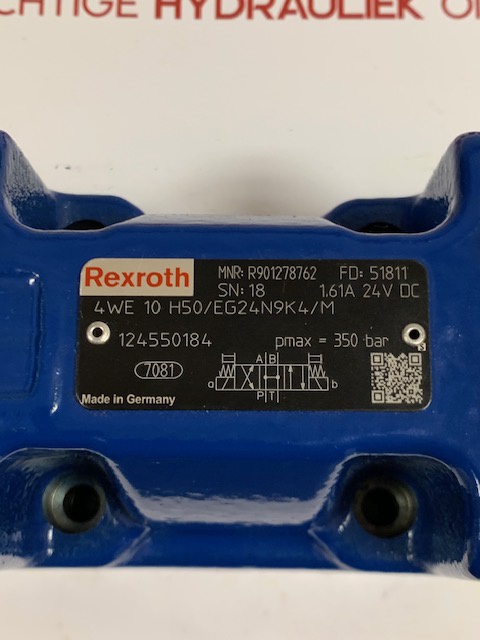 CHTIGE HYDRAULIEK O
Rexroth
MNR: R901278762 FD: 51811
SN: 18 1.61A 24V DC
4WE 10 H50/EG24N9K4/M
124550184 pmax = 350 bar
7081
A B
a b
P T
Made in Germany